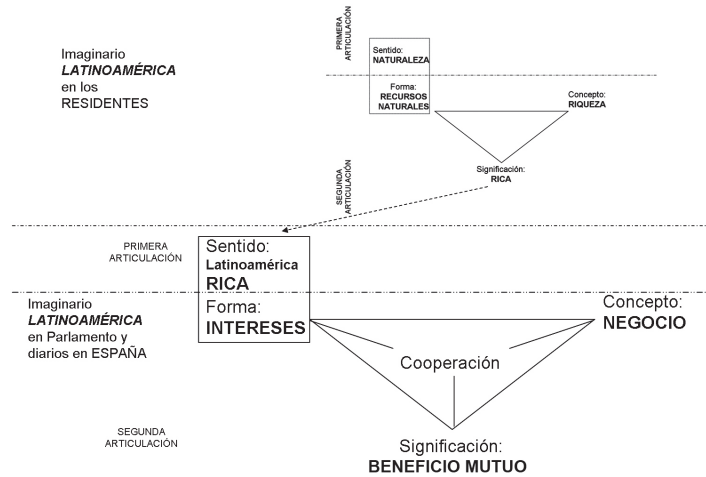 Imaginario
LATINOAMÉRICA
en los
RESIDENTES
PRIMERA
ARTICULACIÓN
Sentido:
NATURALEZA
Forma:
RECURSOS
NATURALES
Concepto:
RIQUEZA
Significación:
RICA
SEGUNDA
ARTICULACIÓN
PRIMERA
ARTICULACIÓN
Sentido:
Latinoamérica
RICA
Imaginario
LATINOAMÉRICA
en Parlamento y
diarios en ESPAÑA
Forma:
INTERESES
Concepto:
NEGOCIO
Cooperación
SEGUNDA
ARTICULACIÓN
Significación:
BENEFICIO MUTUO